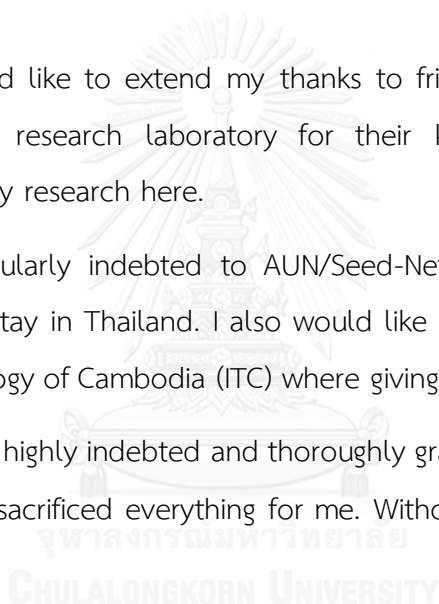 d like to extend my thanks to fri
research laboratory for their
y research here.
ularly indebted to AUN/Seed-Net
tay in Thailand. I also would like
ogy of Cambodia (ITC) where giving
highly indebted and thoroughly gra
sacrificed everything for me. Witho
จุฬาลงกรณ์มหาวิทยาลัย
CHULALONGKORN UNIVERSITY